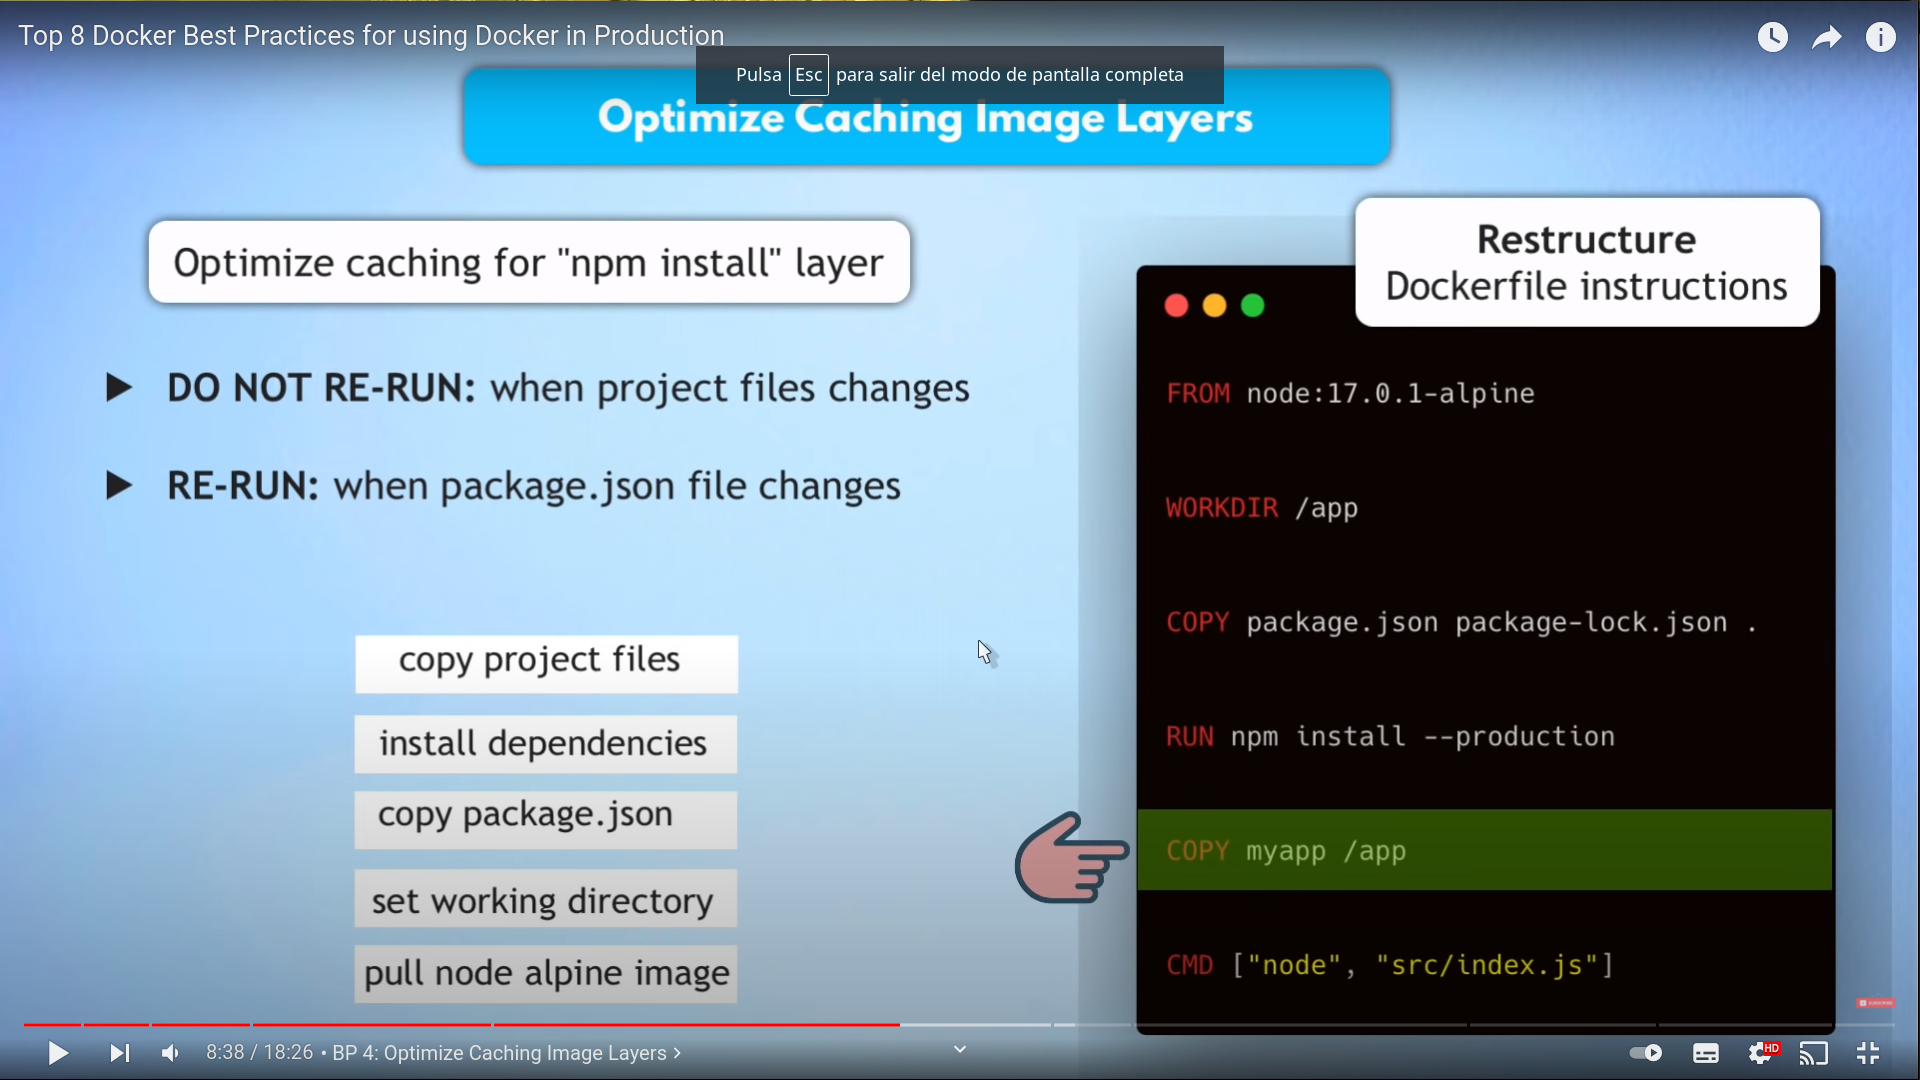 Top 8 Docker Best Practices for using Docker in Production
Pulsa Esc para salir del modo de pantalla completa
Optimize Caching Image Layers
Optimize caching for "npm install" layer
DO NOT RE-RUN: when project files changes
RE-RUN: when package.json file changes
copy project files
install dependencies
copy package.json
set working directory
pull node alpine image
Restructure
Dockerfile instructions
FROM node:17.0.1-alpine
WORKDIR /app
COPY package.json package-lock.json .
RUN npm install --production
COPY myapp /app
CMD ["node", "src/index.js"]
8:38 / 18:26 • BP 4: Optimize Caching Image Layers
HD